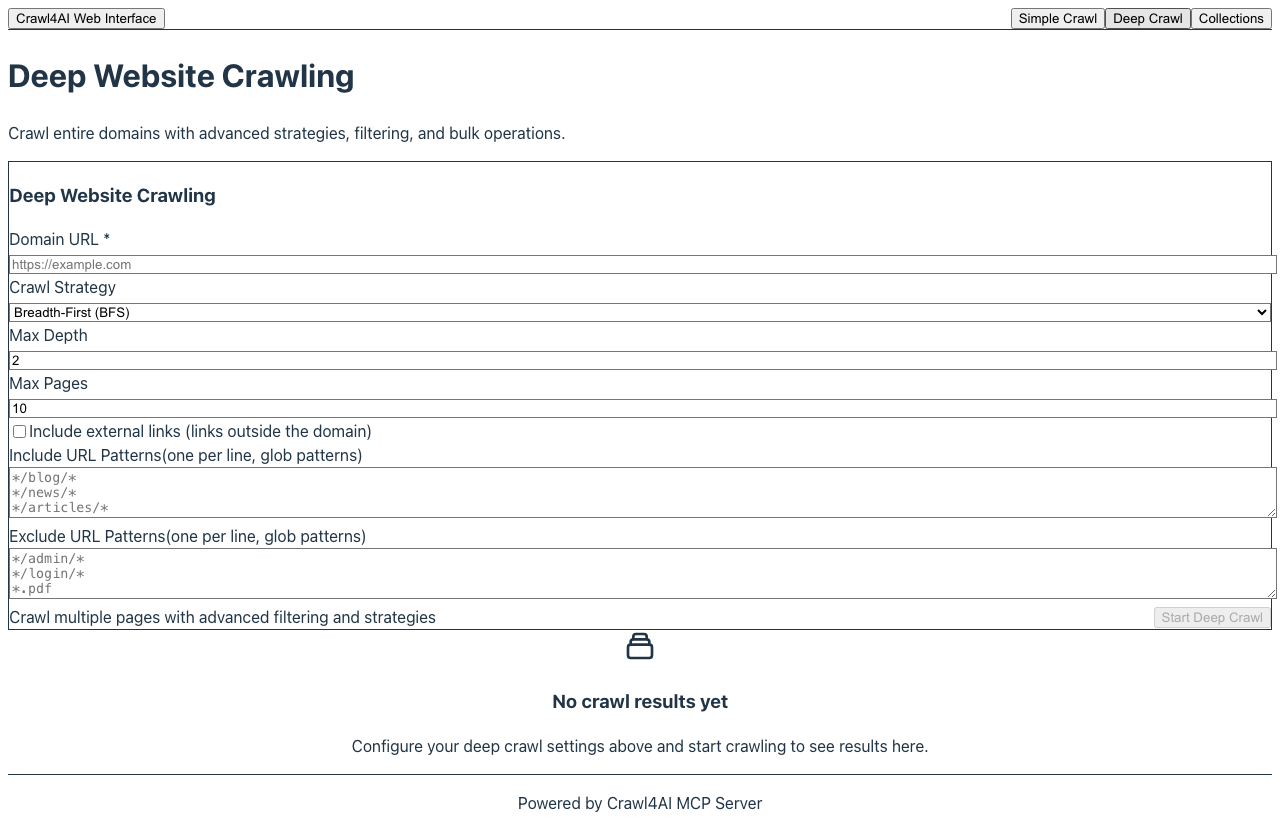 Crawl4AI Web Interface Simple Crawl Deep Crawl Collections
Deep Website Crawling
Crawl entire domains with advanced strategies, filtering, and bulk operations.
Deep Website Crawling
Domain URL *
https://example.com
Crawl Strategy
Breadth-First (BFS)
Max Depth
2
Max Pages
10
Include external links (links outside the domain)
Include URL Patterns(one per line, glob patterns)
*/blog/*
*/news/*
*/articles/*
Exclude URL Patterns(one per line, glob patterns)
*/admin/*
*/login/*
*.pdf
Crawl multiple pages with advanced filtering and strategies Start Deep Crawl
No crawl results yet
Configure your deep crawl settings above and start crawling to see results here.
Powered by Crawl4AI MCP Server